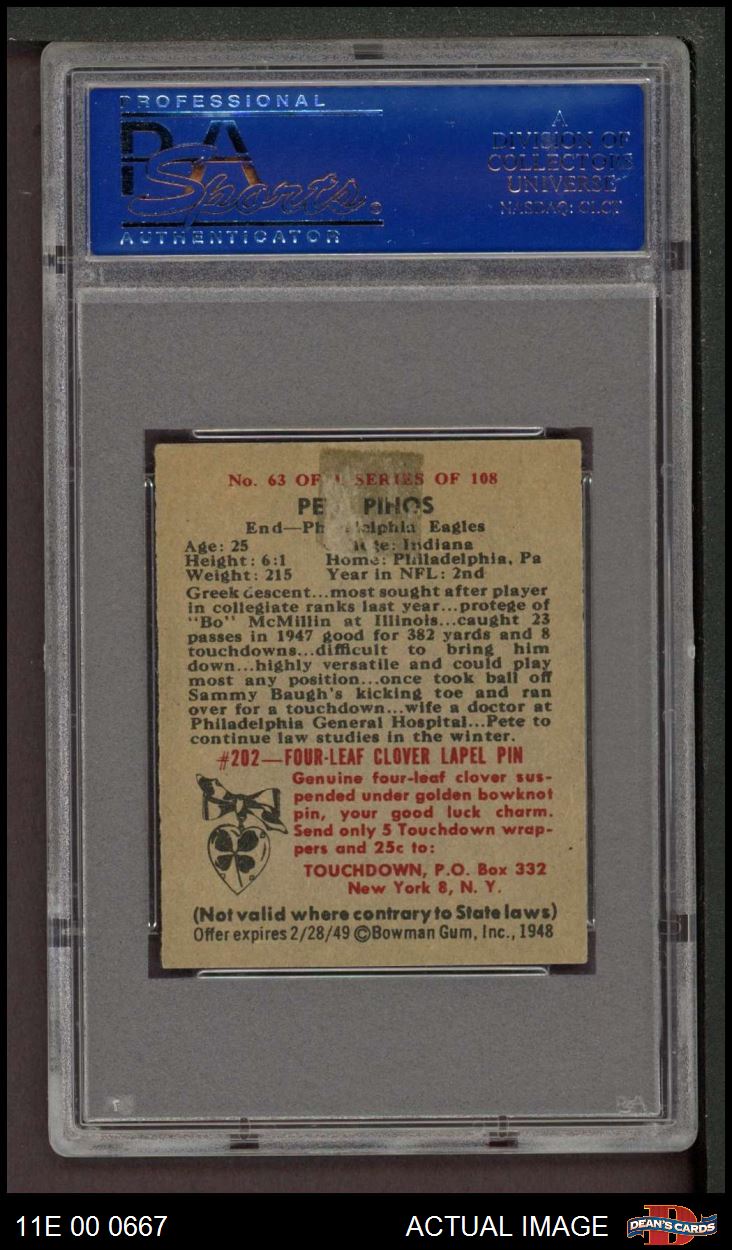 PROFESSIONAL
PSA
Sports
AUTHENTICATOR
A
DIVISION OF
COLLECTORS
UNIVERSE
NASDAQ: CLCT
No. 63 OF 1 SERIES OF 108
PE PIHOS
End—Ph lelphia Eagles
Age: 25 ge: Indiana
Height: 6:1 Home: Philadelphia, Pa
Weight: 215 Year in NFL: 2nd
Greek descent...most sought after player
in collegiate ranks last year...protege of
"Bo" McMillin at Illinois...caught 23
passes in 1947 good for 382 yards and 8
touchdowns...difficult to bring him
down...highly versatile and could play
most any position...once took ball off
Sammy Baugh's kicking toe and ran
over for a touchdown...wife a doctor at
Philadelphia General Hospital...Pete to
continue law studies in the winter.
#202—FOUR-LEAF CLOVER LAPEL PIN
Genuine four-leaf clover sus-
pended under golden bowknot
pin, your good luck charm.
Send only 5 Touchdown wrap-
pers and 25c to:
TOUCHDOWN, P.O. Box 332
New York 8, N. Y.
(Not valid where contrary to State laws)
Offer expires 2/28/49 ©Bowman Gum, Inc., 1948
PSA
11E 00 0667
ACTUAL IMAGE
DEAN'S CARDS